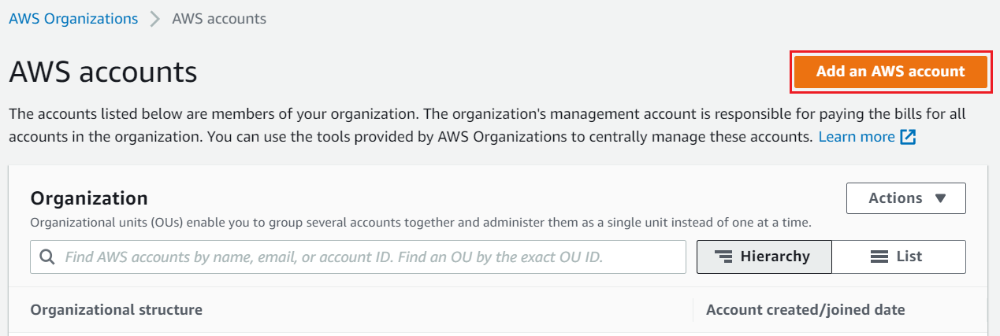 AWS Organizations > AWS accounts
AWS accounts
Add an AWS account
The accounts listed below are members of your organization. The organization's management account is responsible for paying the bills for all
accounts in the organization. You can use the tools provided by AWS Organizations to centrally manage these accounts. Learn more
Organization
Actions
Organizational units (OUs) enable you to group several accounts together and administer them as a single unit instead of one at a time.
Find AWS accounts by name, email, or account ID. Find an OU by the exact OU ID.
Hierarchy
List
Organizational structure
Account created/joined date